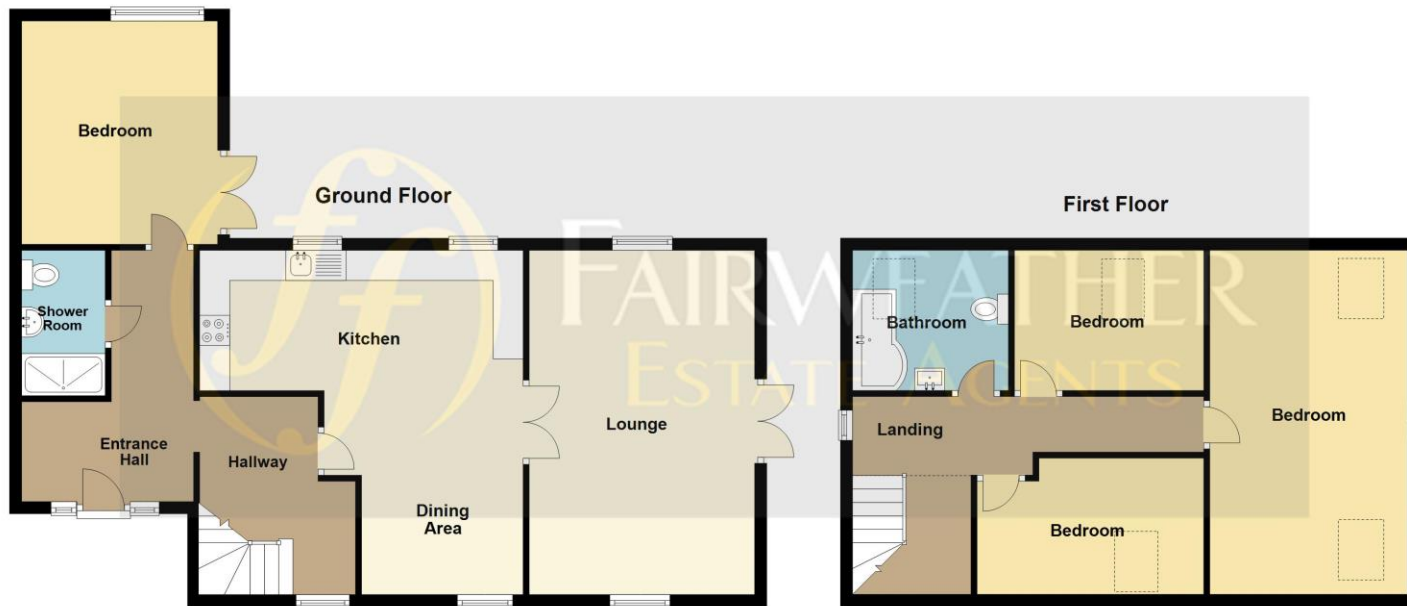 Bedroom
Ground Floor
First Floor
FAIRWEATHER
ESTATE AGENTS
Shower
Room
Kitchen
Bathroom
Bedroom
Entrance
Hall
Hallway
Lounge
Landing
Bedroom
Dining
Area
Bedroom